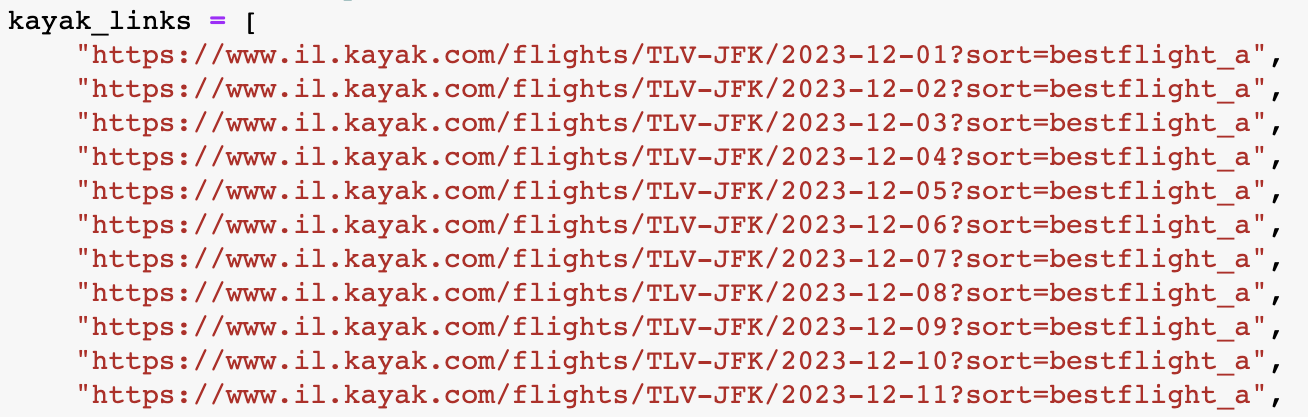 kayak_links = [
"https://www.il.kayak.com/flights/TLV-JFK/2023-12-01?sort=bestflight_a",
"https://www.il.kayak.com/flights/TLV-JFK/2023-12-02?sort=bestflight_a",
"https://www.il.kayak.com/flights/TLV-JFK/2023-12-03?sort=bestflight_a",
"https://www.il.kayak.com/flights/TLV-JFK/2023-12-04?sort=bestflight_a",
"https://www.il.kayak.com/flights/TLV-JFK/2023-12-05?sort=bestflight_a",
"https://www.il.kayak.com/flights/TLV-JFK/2023-12-06?sort=bestflight_a",
"https://www.il.kayak.com/flights/TLV-JFK/2023-12-07?sort=bestflight_a",
"https://www.il.kayak.com/flights/TLV-JFK/2023-12-08?sort=bestflight_a",
"https://www.il.kayak.com/flights/TLV-JFK/2023-12-09?sort=bestflight_a",
"https://www.il.kayak.com/flights/TLV-JFK/2023-12-10?sort=bestflight_a",
"https://www.il.kayak.com/flights/TLV-JFK/2023-12-11?sort=bestflight_a",